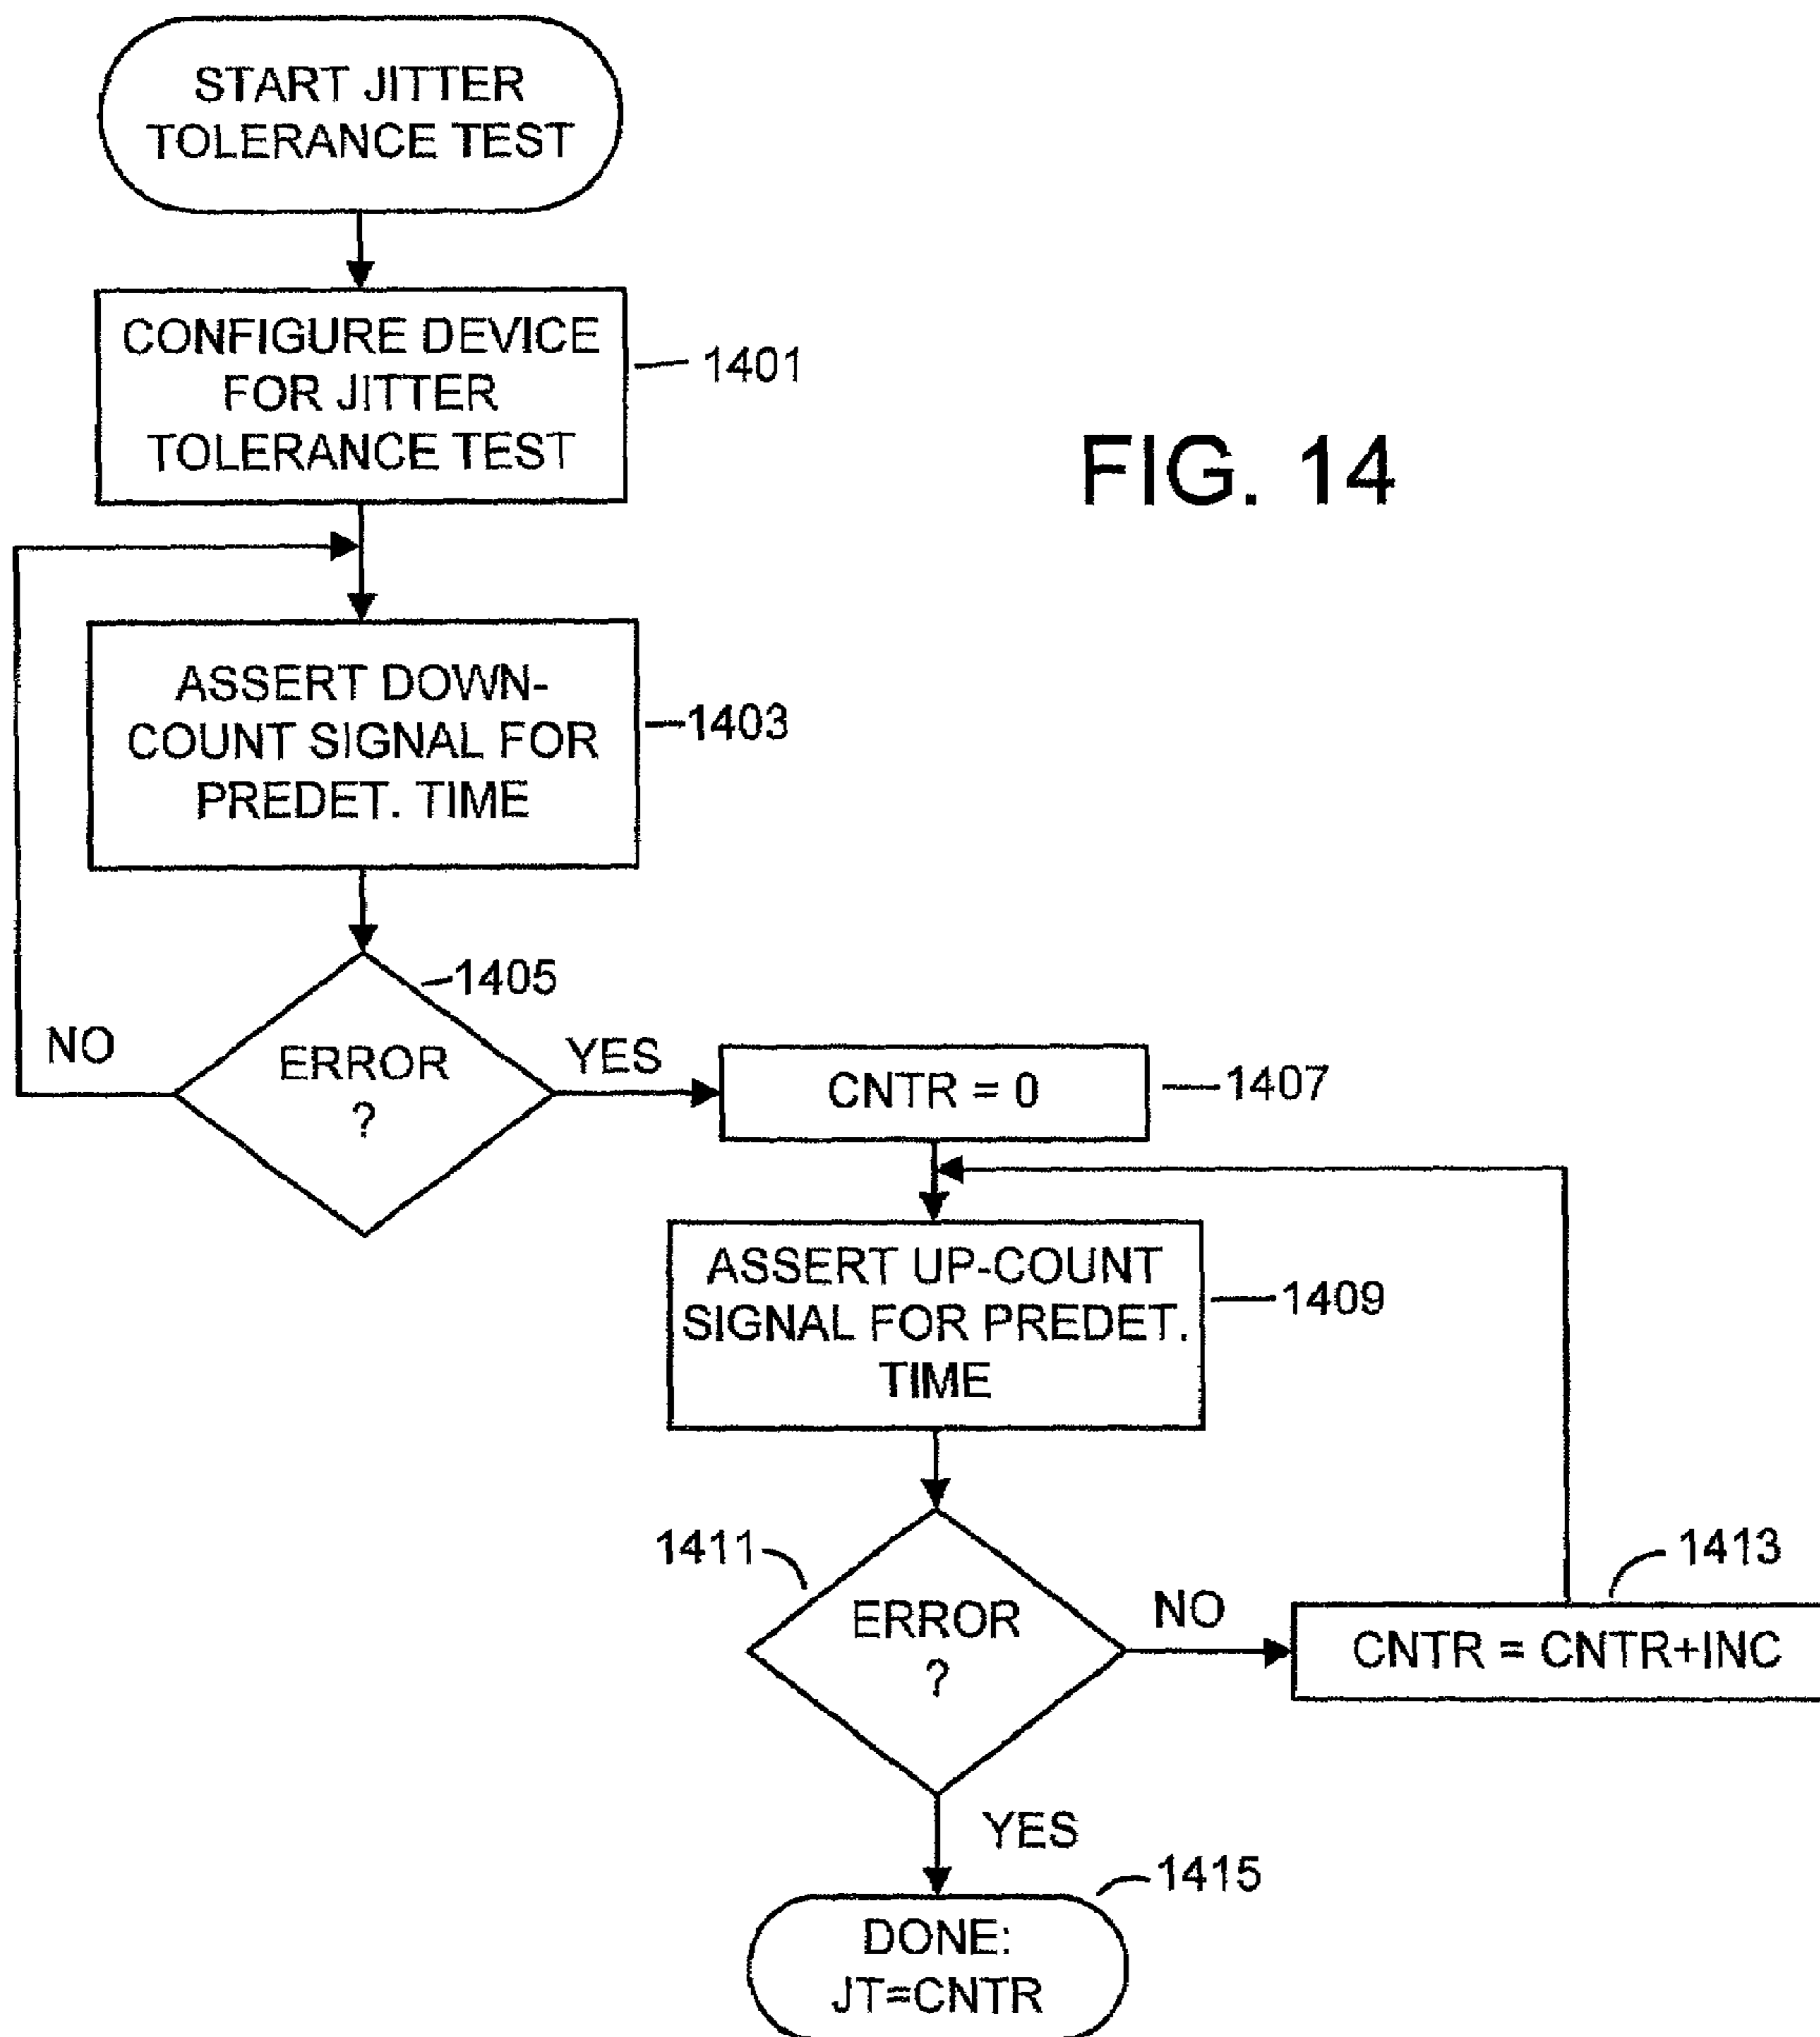 START JITTER
TOLERANCE TEST
CONFIGURE DEVICE
FOR JITTER
TOLERANCE TEST
1401
FIG. 14
ASSERT DOWN-
COUNT SIGNAL FOR
PREDET. TIME
1403
1405
NO
ERROR
?
YES
CNTR = 0
1407
ASSERT UP-COUNT
SIGNAL FOR PREDET.
TIME
1409
1411
ERROR
?
NO
1413
CNTR = CNTR+INC
YES
1415
DONE:
JT=CNTR